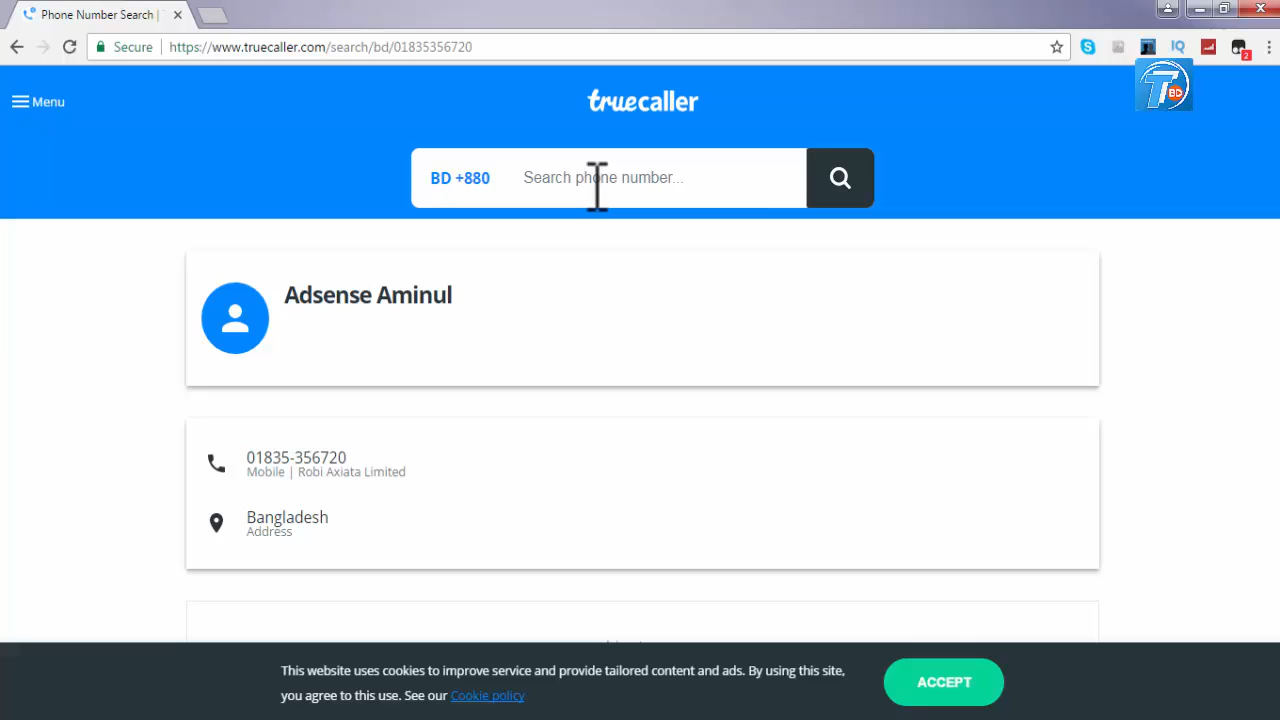 Phone Number Search |
Secure
https://www.truecaller.com/search/bd/01835356720
IQ
2
Menu
truecaller
T BD
BD +880
Search phone number...
Adsense Aminul
01835-356720
Mobile | Robi Axiata Limited
Bangladesh
Address
This website uses cookies to improve service and provide tailored content and ads. By using this site,
you agree to this use. See our Cookie policy
ACCEPT